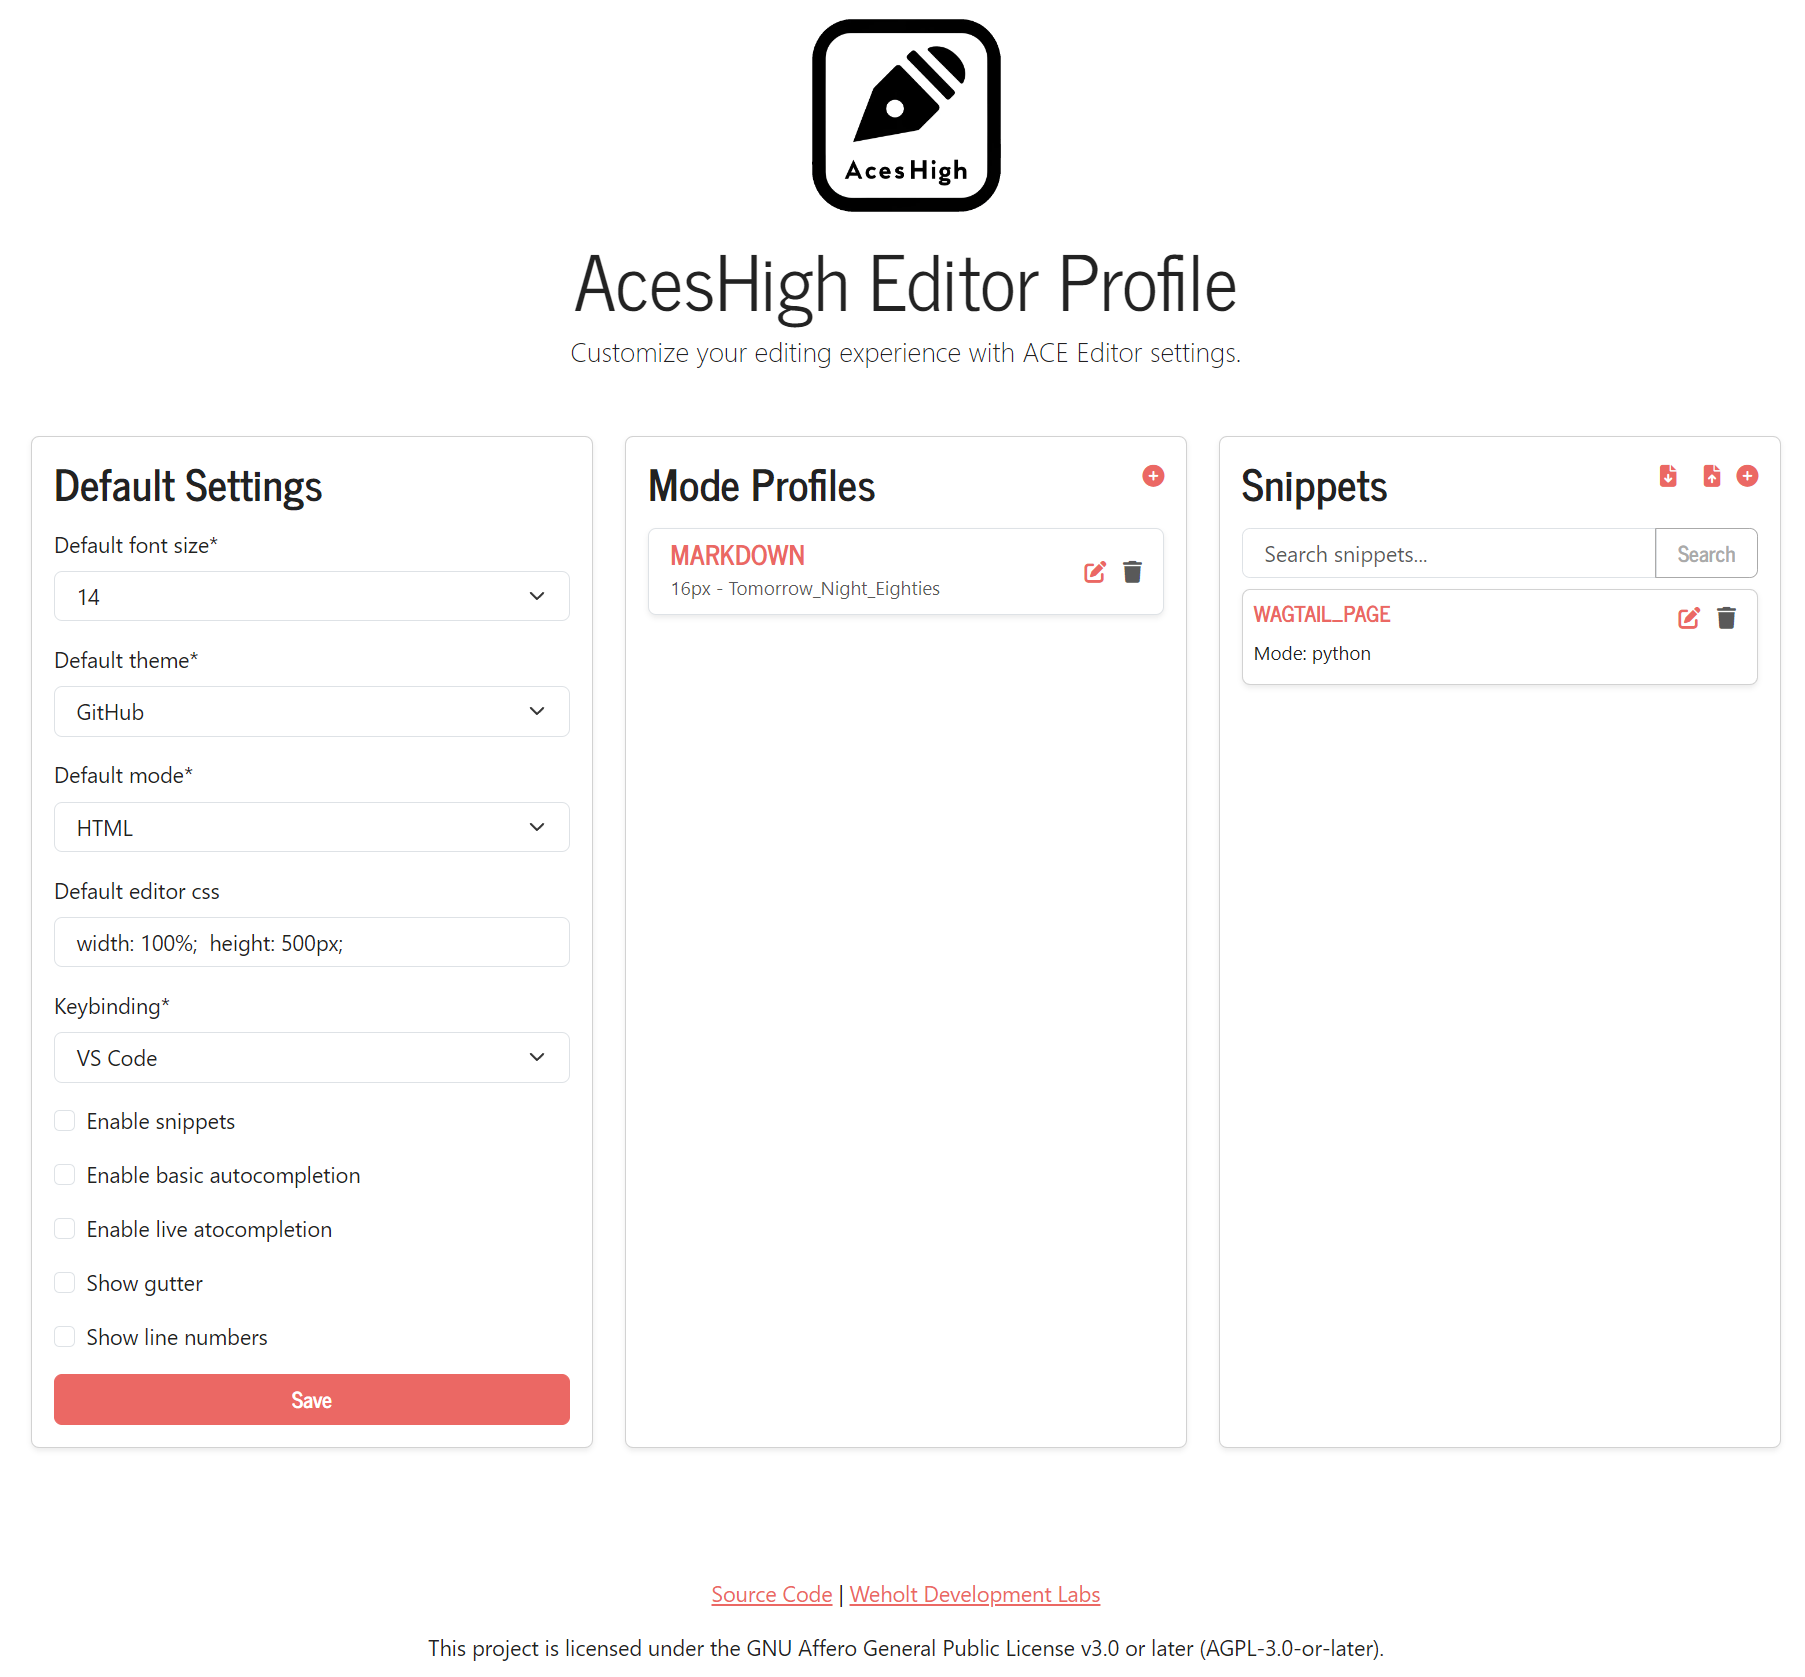 AcesHigh
AcesHigh Editor Profile
Customize your editing experience with ACE Editor settings.
Default Settings
Default font size*
14
Default theme*
GitHub
Default mode*
HTML
Default editor css
width: 100%;  height: 500px;
Keybinding*
VS Code
Enable snippets
Enable basic autocompletion
Enable live atocompletion
Show gutter
Show line numbers
Save
Mode Profiles
MARKDOWN
16px - Tomorrow_Night_Eighties
Snippets
Search snippets...
Search
WAGTAIL_PAGE
Mode: python
Source Code | Weholt Development Labs
This project is licensed under the GNU Affero General Public License v3.0 or later (AGPL-3.0-or-later).